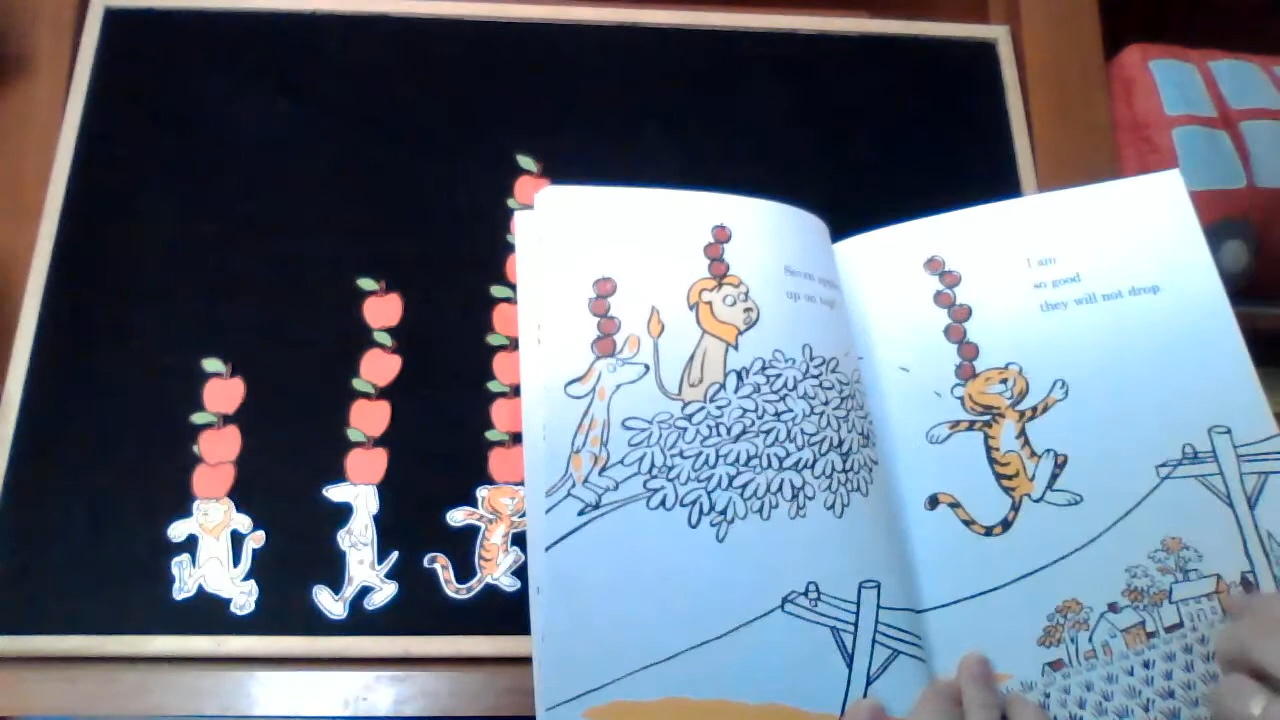 Seven apples
up on top!
I am
so good
they will not drop.